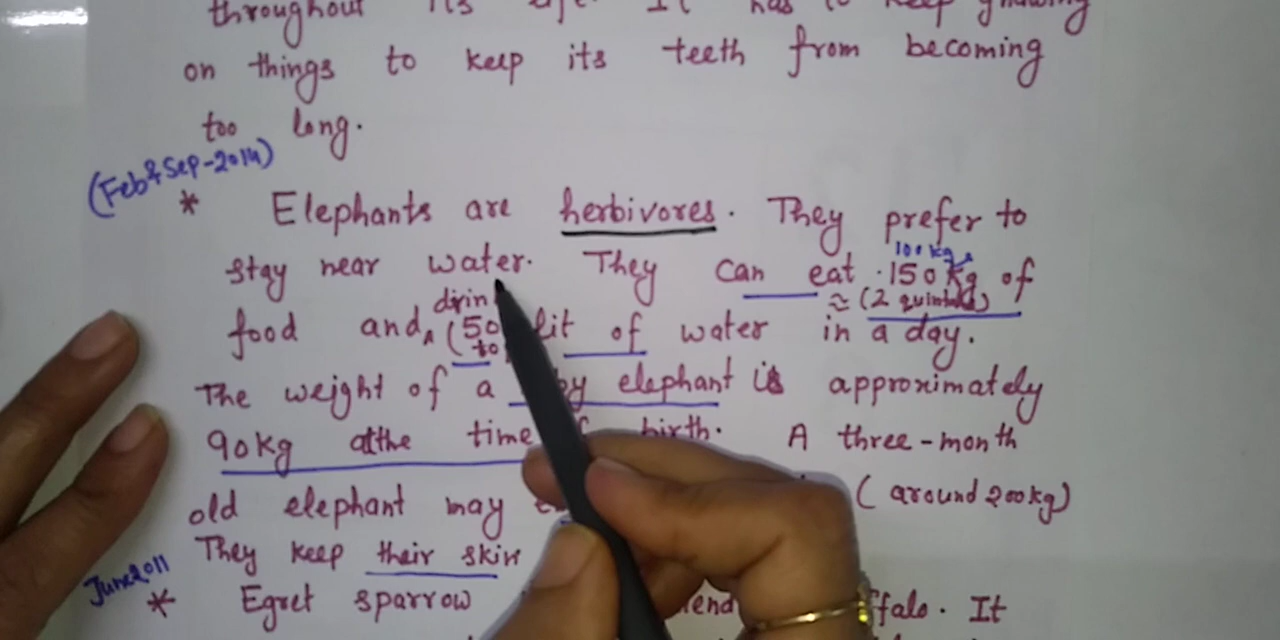 throughout its life. It has to keep gnawing
on things to keep its teeth from becoming
too long.
(Feb & Sep-2014)
* Elephants are herbivores. They prefer to
stay near water. They can eat 150 kg of
100 kg
food and (50 lit of water in a day.
≈ (2 quintals)
to
The weight of a elephant is approximately
90kg at the time birth. A three-month
old elephant may (around 200kg)
They keep their skin
June 2011
* Egret sparrow It